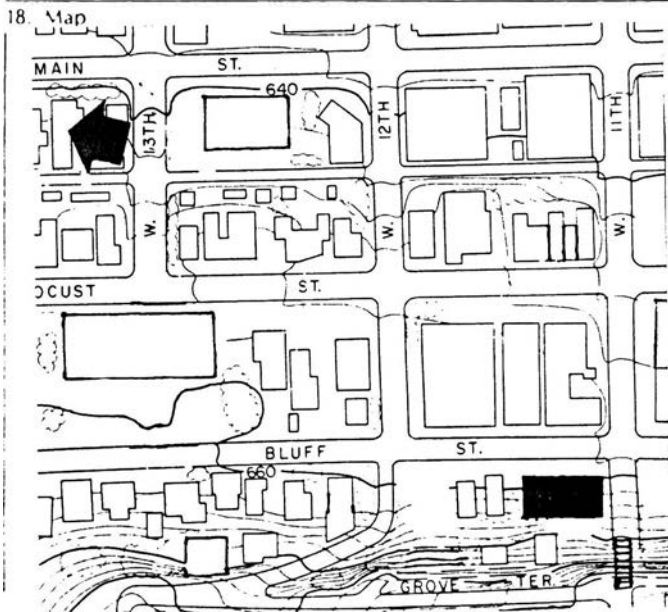 18. Map
MAIN ST.
640
13TH
12TH
11TH
W.
W.
W.
OCUST ST.
BLUFF ST.
660
GROVE TER.